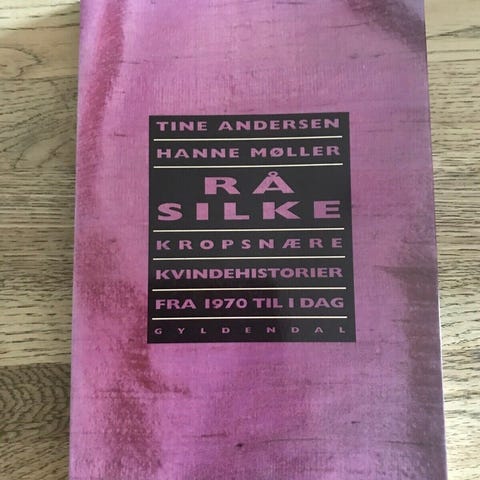 TINE ANDERSEN
HANNE MØLLER
RÅ
SILKE
KROPSNÆRE
KVINDEHISTORIER
FRA 1970 TIL I DAG
GYLDENDAL